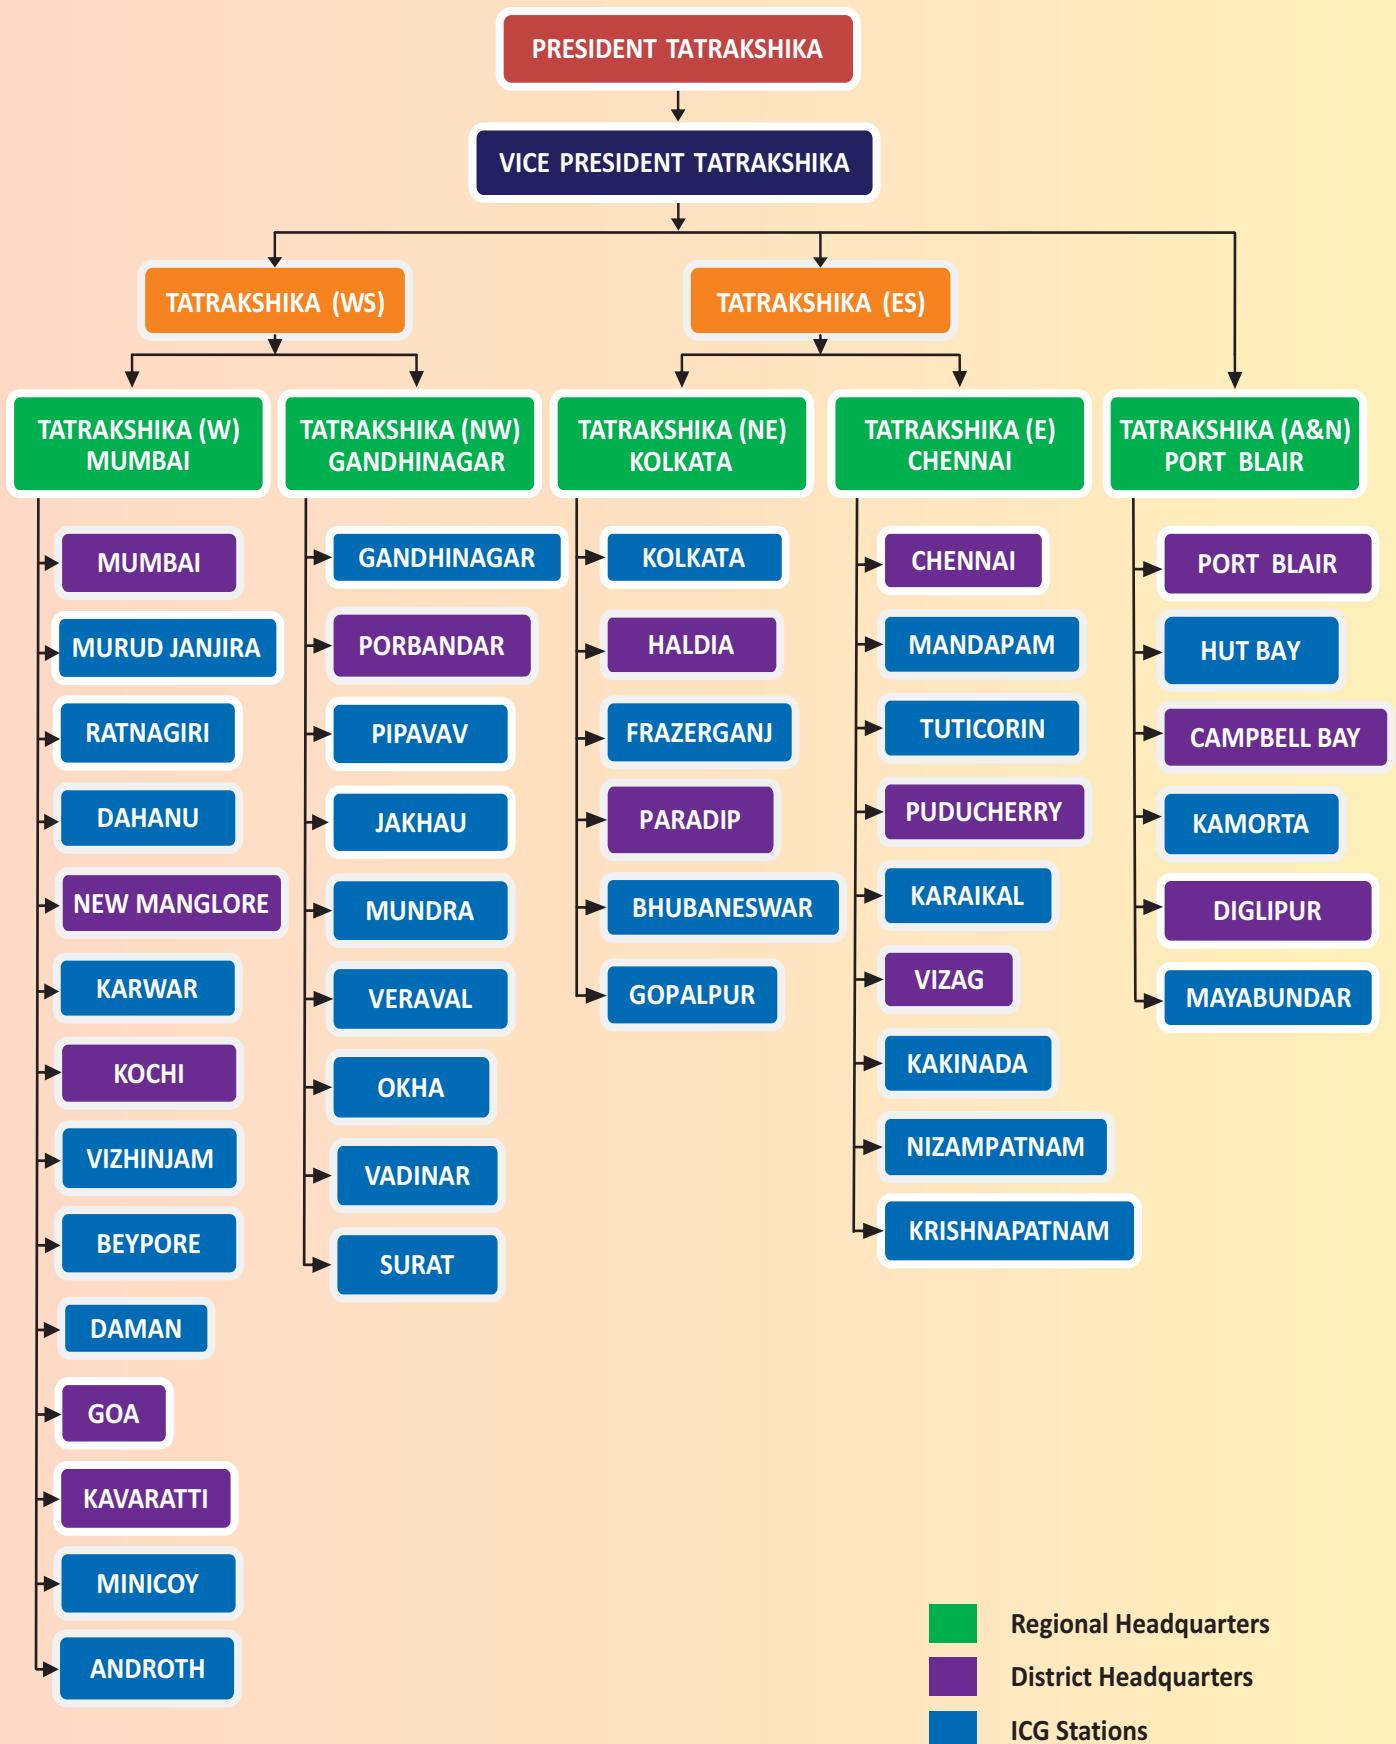 PRESIDENT TATRAKSHIKA
VICE PRESIDENT TATRAKSHIKA
TATRAKSHIKA (WS)
TATRAKSHIKA (ES)
TATRAKSHIKA (W)
MUMBAI
TATRAKSHIKA (NW)
GANDHINAGAR
TATRAKSHIKA (NE)
KOLKATA
TATRAKSHIKA (E)
CHENNAI
TATRAKSHIKA (A&N)
PORT BLAIR
MUMBAI
MURUD JANJIRA
RATNAGIRI
DAHANU
NEW MANGLORE
KARWAR
KOCHI
VIZHINJAM
BEYPORE
DAMAN
GOA
KAVARATTI
MINICOY
ANDROTH
GANDHINAGAR
PORBANDAR
PIPAVAV
JAKHAU
MUNDRA
VERAVAL
OKHA
VADINAR
SURAT
KOLKATA
HALDIA
FRAZERGANJ
PARADIP
BHUBANESWAR
GOPALPUR
CHENNAI
MANDAPAM
TUTICORIN
PUDUCHERRY
KARAIKAL
VIZAG
KAKINADA
NIZAMPATNAM
KRISHNAPATNAM
PORT BLAIR
HUT BAY
CAMPBELL BAY
KAMORTA
DIGLIPUR
MAYABUNDAR
Regional Headquarters
District Headquarters
ICG Stations